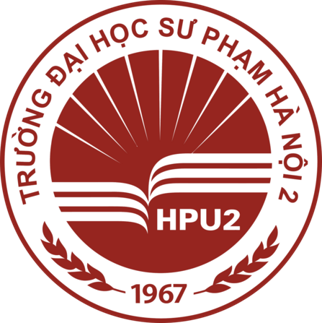 TRƯỜNG ĐẠI HỌC SƯ PHẠM HÀ NỘI 2
HPU2
1967